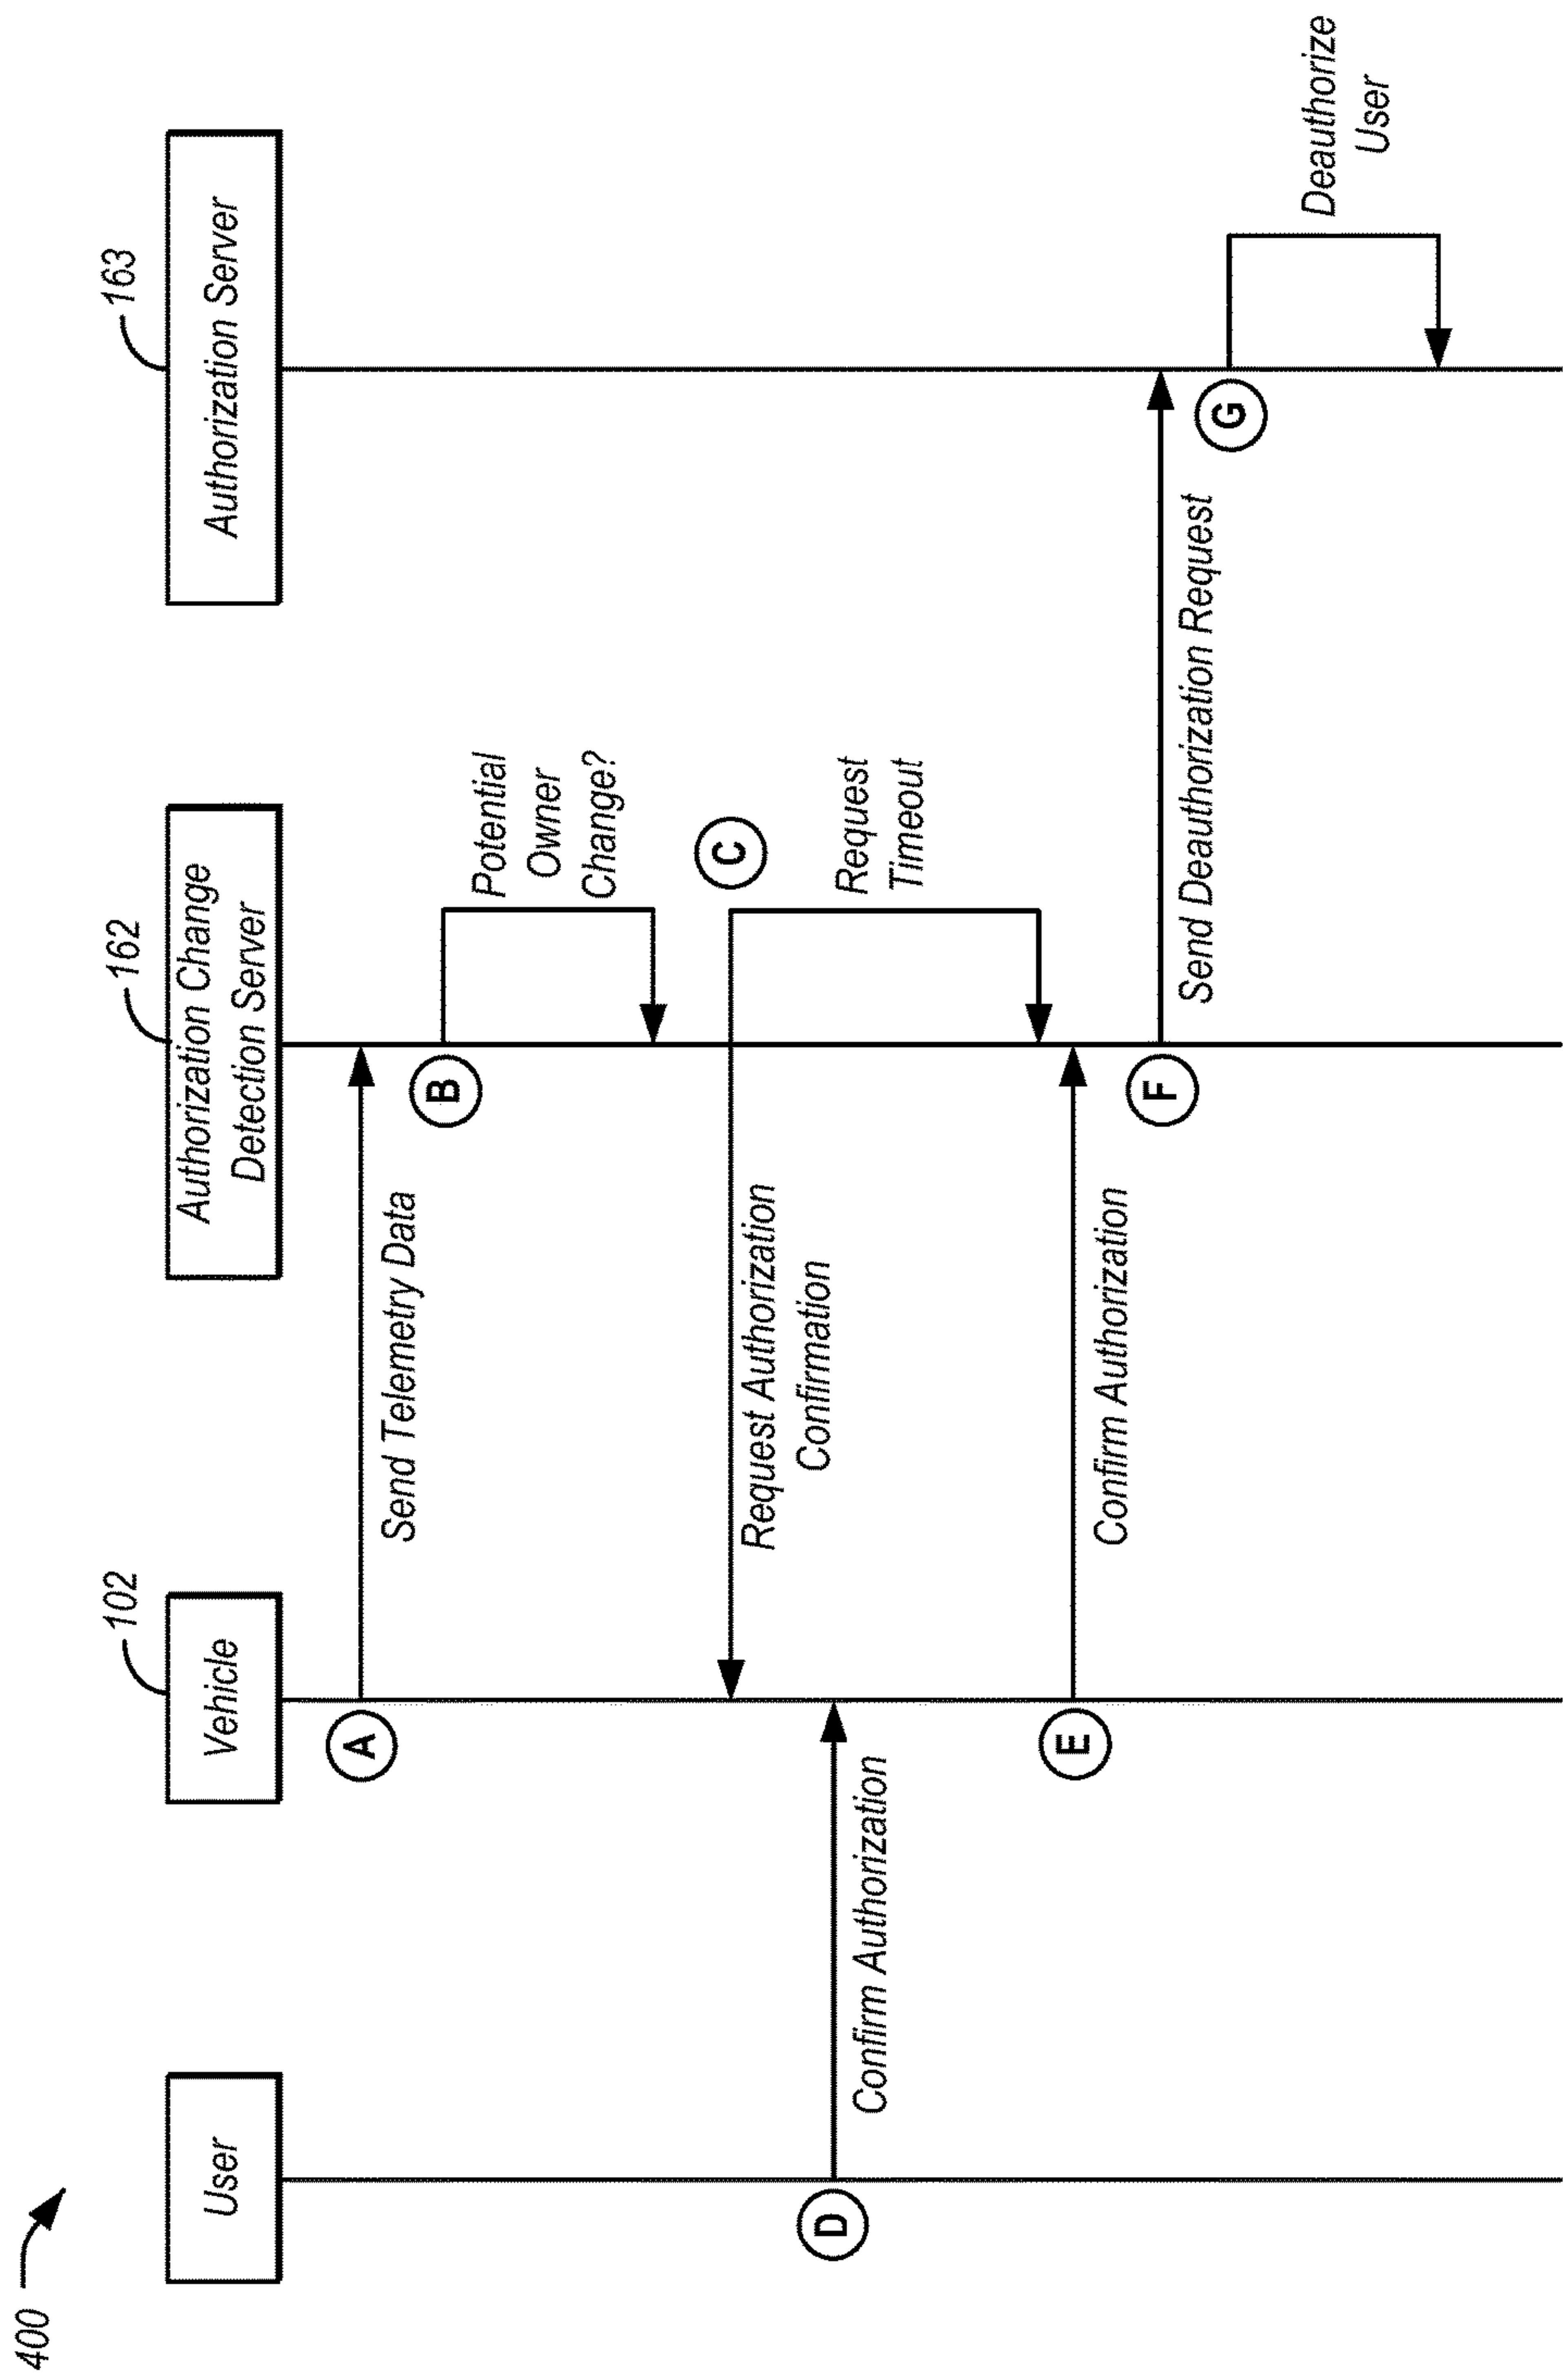 400
User
Vehicle
102
Authorization Change
Detection Server
162
Authorization Server
163
A
Send Telemetry Data
B
Potential
Owner
Change?
C
Request Authorization
Confirmation
Request
Timeout
D
Confirm Authorization
E
Confirm Authorization
F
Send Deauthorization Request
G
Deauthorize
User